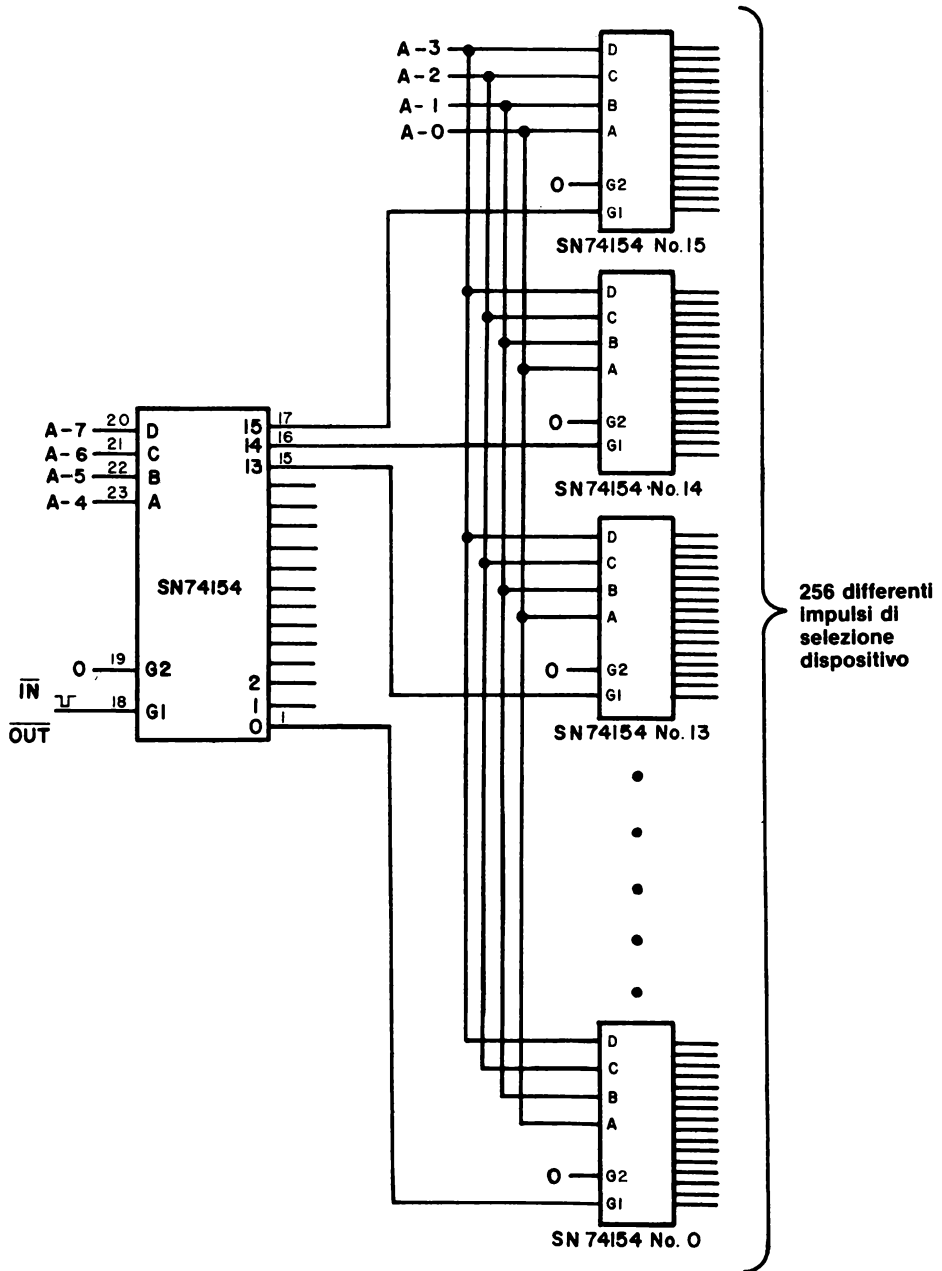 A-3
A-2
A-1
A-0
D
C
B
A
0 G2
G1
SN74154 No.15
D
C
B
A
0 G2
G1
SN74154 No.14
A-7 20 D
A-6 21 C
A-5 22 B
A-4 23 A
15 17
14 16
13 15
SN74154
0 19 G2
IN
OUT
18 G1
2
1
0 1
D
C
B
A
0 G2
G1
SN74154 No.13
256 differenti
impulsi di
selezione
dispositivo
D
C
B
A
0 G2
G1
SN74154 No. 0